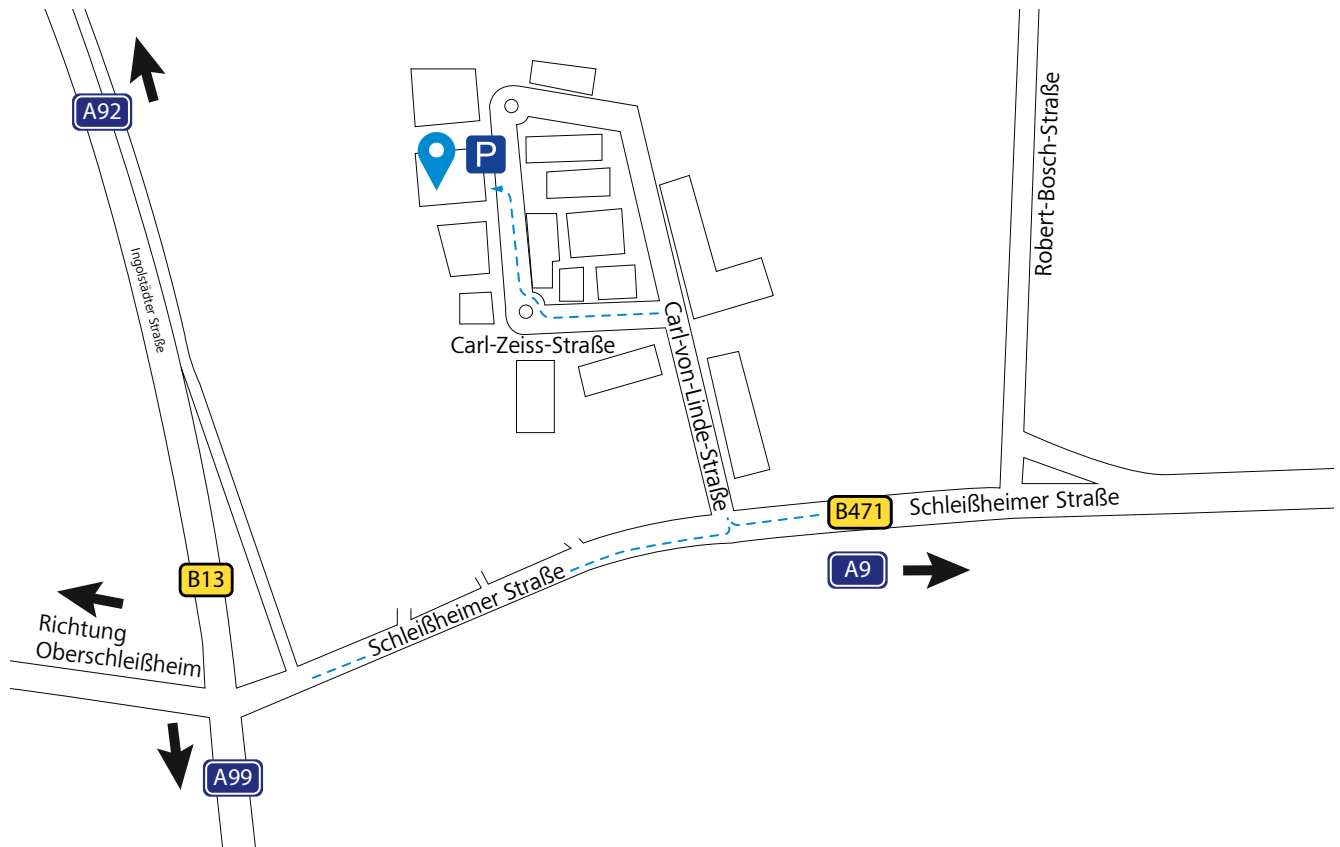 A92
P
Robert-Bosch-Straße
Ingolstädter Straße
Carl-von-Linde-Straße
Carl-Zeiss-Straße
B471
Schleißheimer Straße
A9
B13
Schleißheimer Straße
Richtung
Oberschleißheim
A99